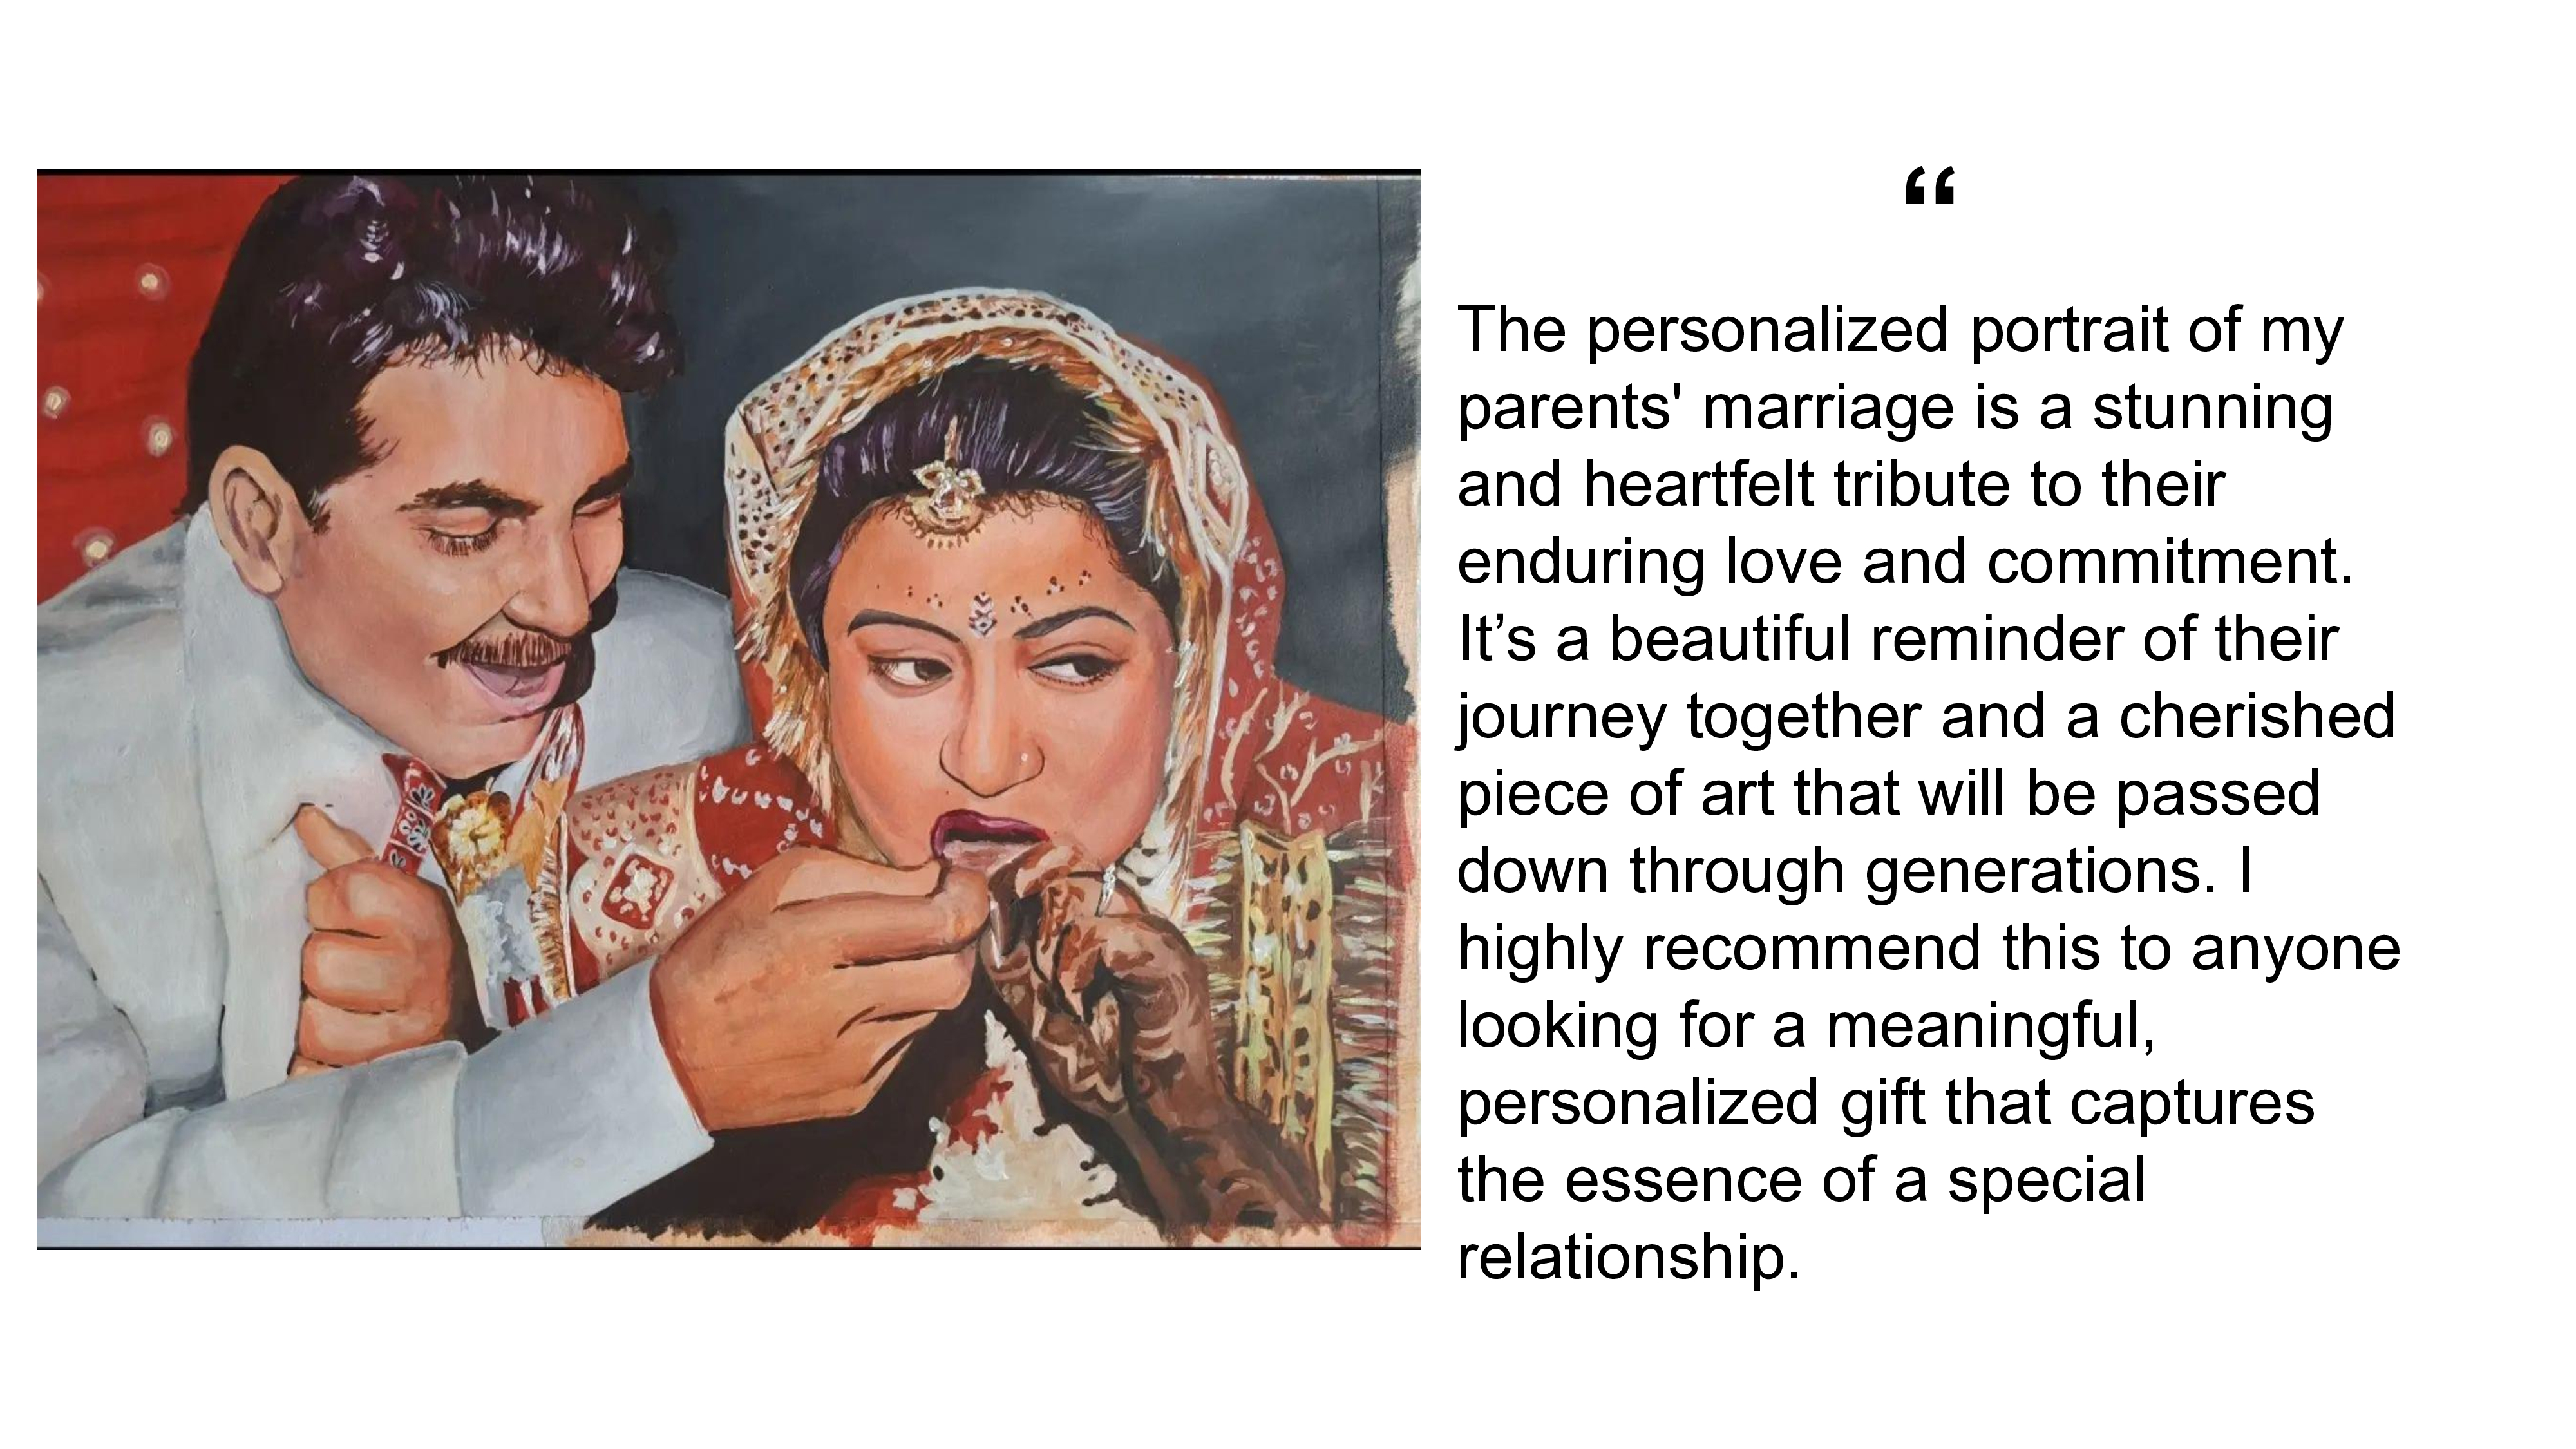 “
The personalized portrait of my
parents' marriage is a stunning
and heartfelt tribute to their
enduring love and commitment.
It’s a beautiful reminder of their
journey together and a cherished
piece of art that will be passed
down through generations. I
highly recommend this to anyone
looking for a meaningful,
personalized gift that captures
the essence of a special
relationship.